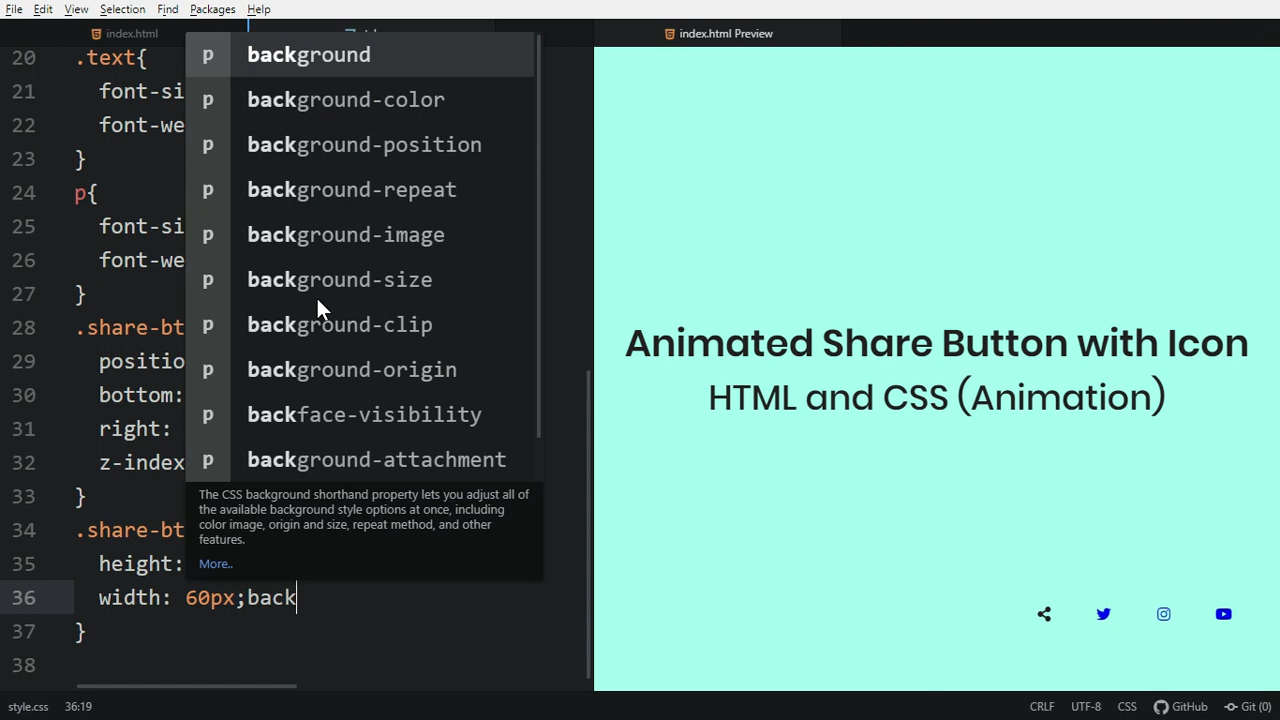 File Edit View Selection Find Packages Help
index.html
index.html Preview
20 .text{
21 font-si
22 font-we
23 }
24 p{
25 font-si
26 font-we
27 }
28 .share-bt
29 positio
30 bottom:
31 right:
32 z-index
33 }
34 .share-bt
35 height:
36 width: 60px;back
37 }
38
p background
p background-color
p background-position
p background-repeat
p background-image
p background-size
p background-clip
p background-origin
p backface-visibility
p background-attachment
The CSS background shorthand property lets you adjust all of
the available background style options at once, including
color image, origin and size, repeat method, and other
features.
More..
Animated Share Button with Icon
HTML and CSS (Animation)
style.css 36:19 CRLF UTF-8 CSS GitHub Git (0)